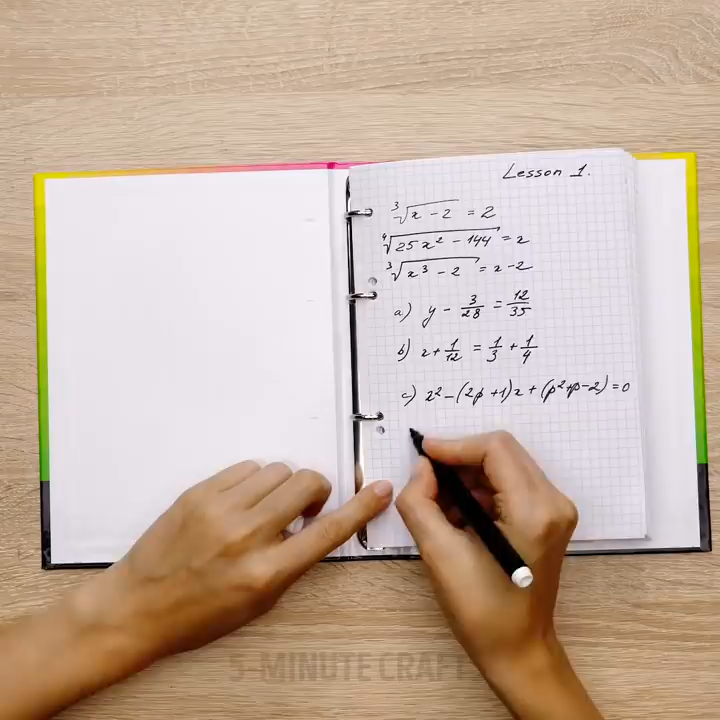 Lesson 1.
∛(x - 2) = 2
∜(25x² - 144) = x
∛(x³ - 2) = x - 2
a) y - 3/28 = 12/35
b) x + 1/12 = 1/3 + 1/4
c) x² - (2p + 1)x + (p² + p - 2) = 0
5-MINUTE CRAFT